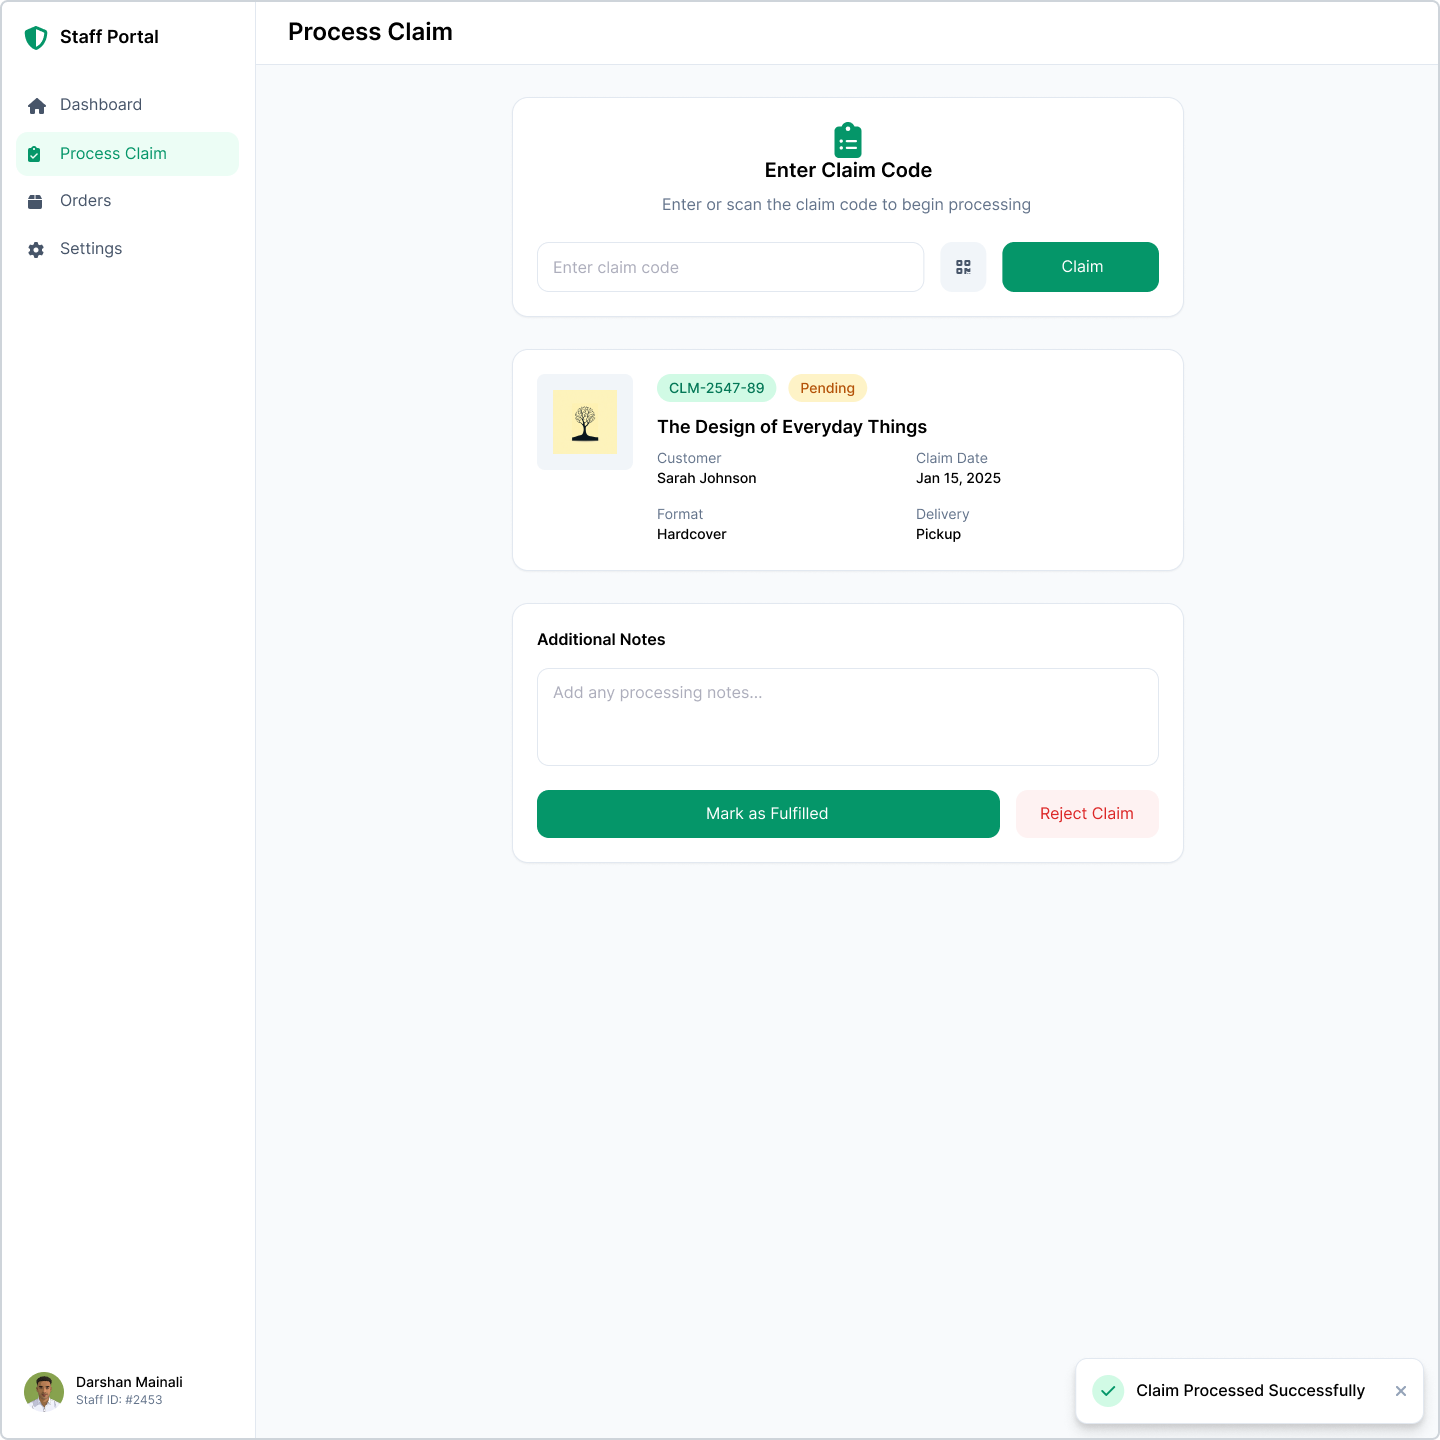 Staff Portal
Dashboard
Process Claim
Orders
Settings
Process Claim
Enter Claim Code
Enter or scan the claim code to begin processing
Enter claim code
Claim
CLM-2547-89
Pending
The Design of Everyday Things
Customer
Sarah Johnson
Claim Date
Jan 15, 2025
Format
Hardcover
Delivery
Pickup
Additional Notes
Add any processing notes...
Mark as Fulfilled
Reject Claim
Darshan Mainali
Staff ID: #2453
Claim Processed Successfully